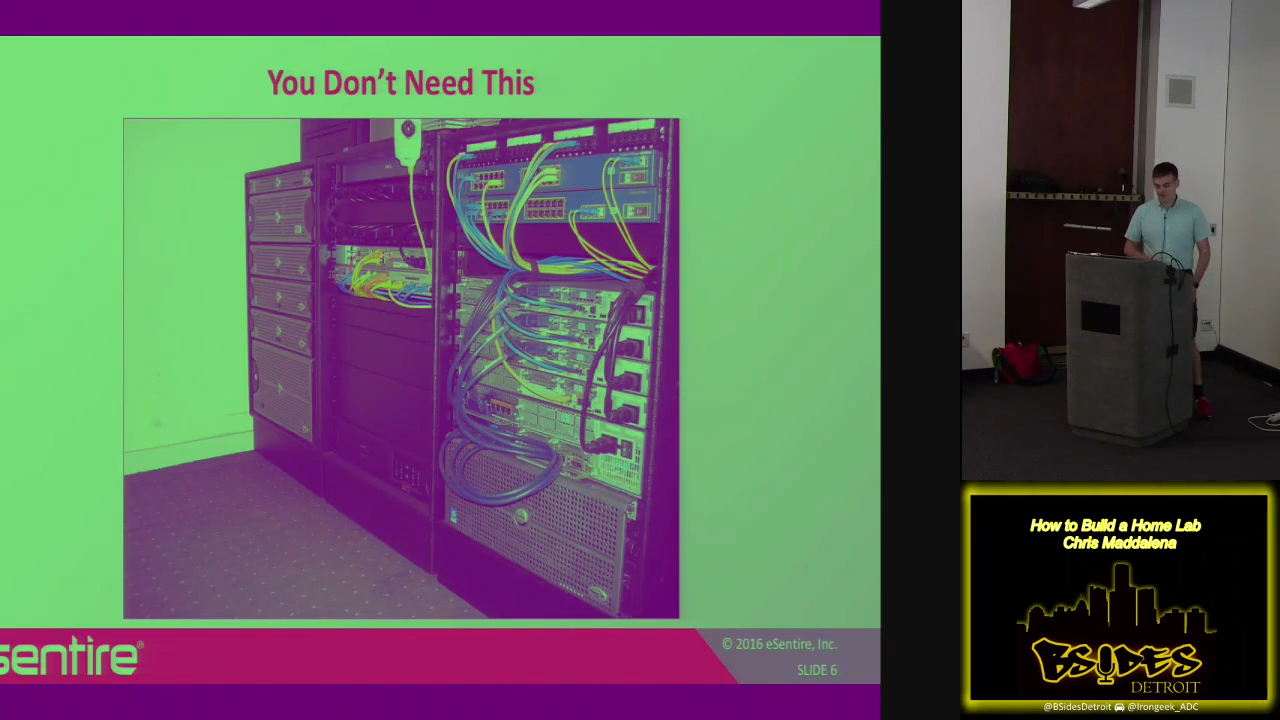 You Don't Need This
sentire®
© 2016 eSentire, Inc.
SLIDE 6
How to Build a Home Lab
Chris Maddalena
BSIDES
DETROIT
@BSidesDetroit @Irongeek_ADC